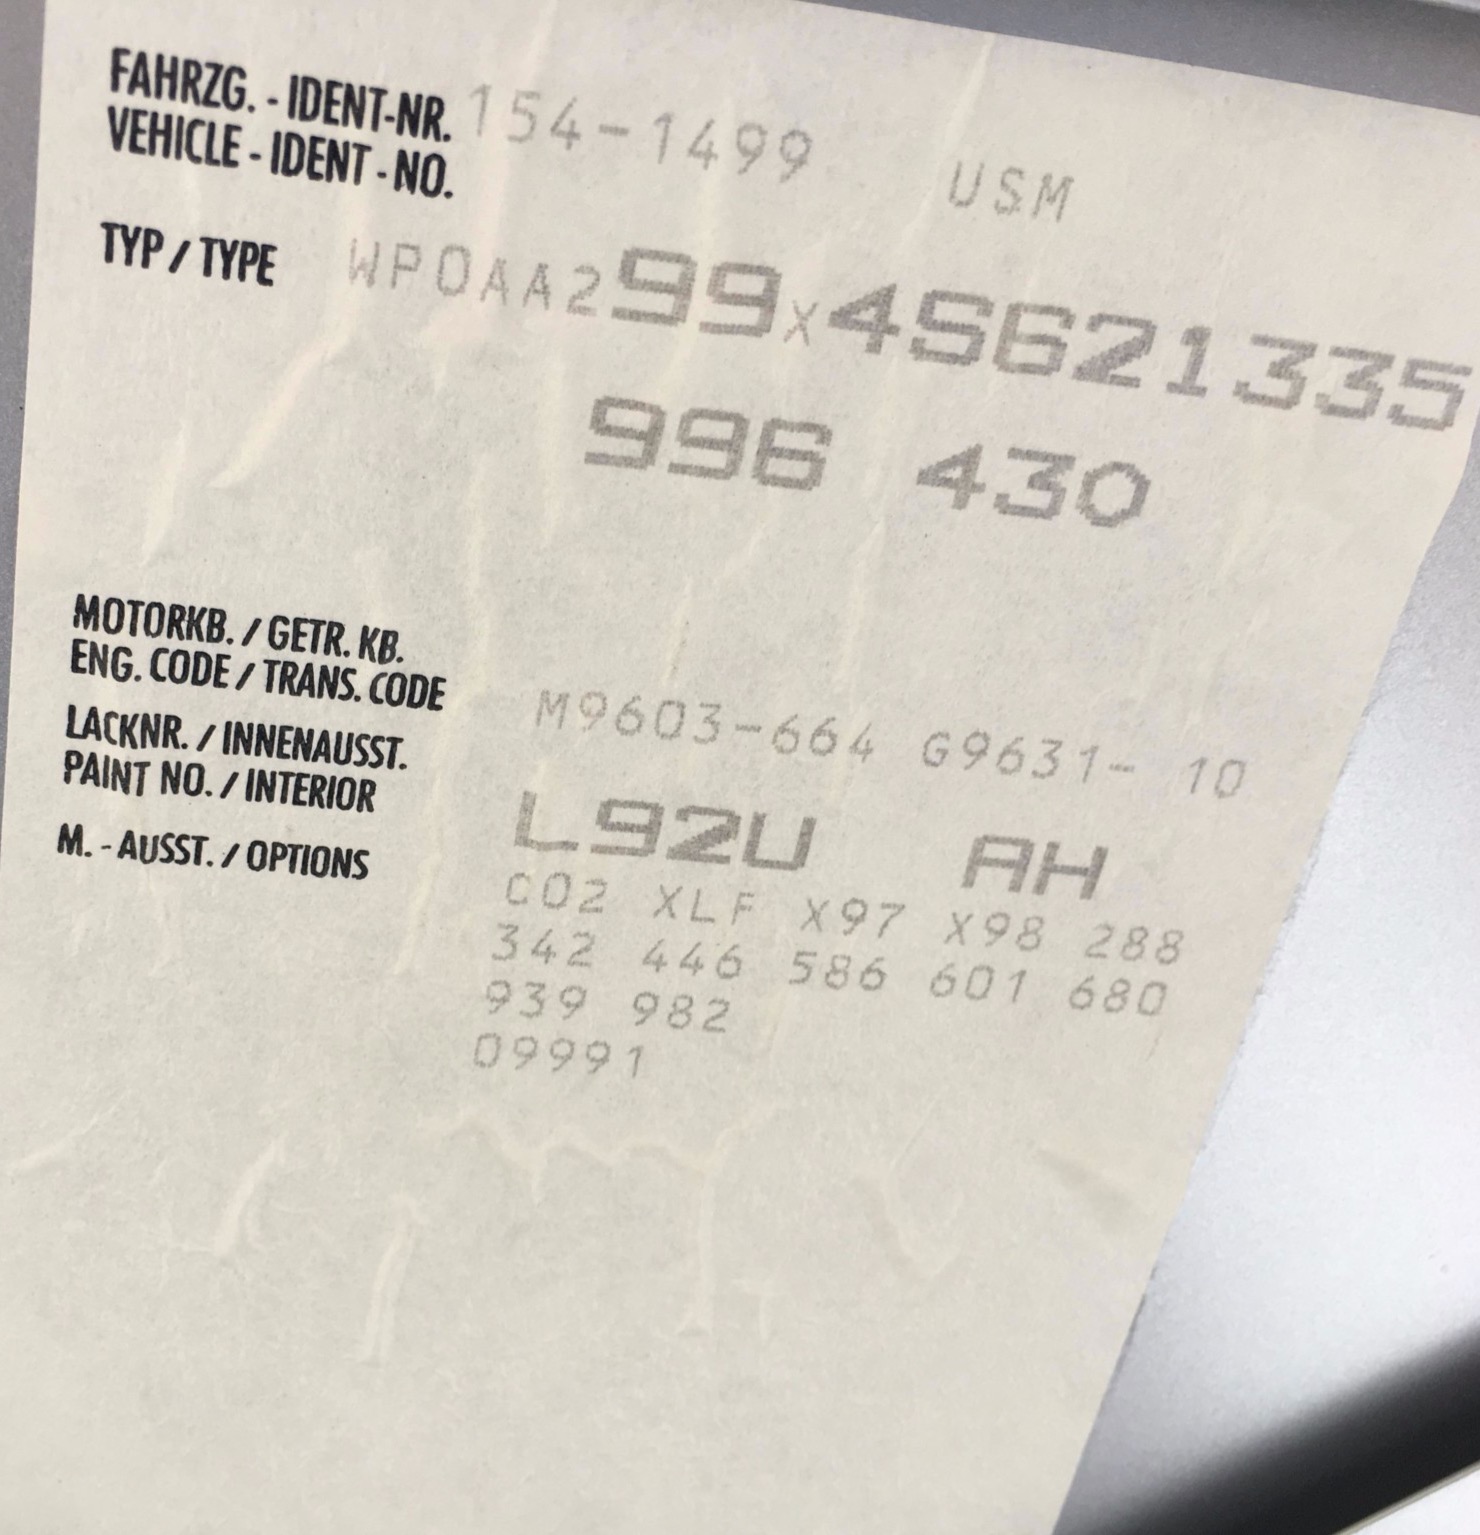 FAHRZG. - IDENT-NR. 154-1499 USM
VEHICLE - IDENT - NO.
TYP / TYPE WP0AA299X4S621335
996 430
MOTORKB. / GETR. KB.
ENG. CODE / TRANS. CODE M9603-664 G9631- 10
LACKNR. / INNENAUSST.
PAINT NO. / INTERIOR L92U AH
M. - AUSST. / OPTIONS C02 XLF X97 X98 288
342 446 586 601 680
939 982
09991